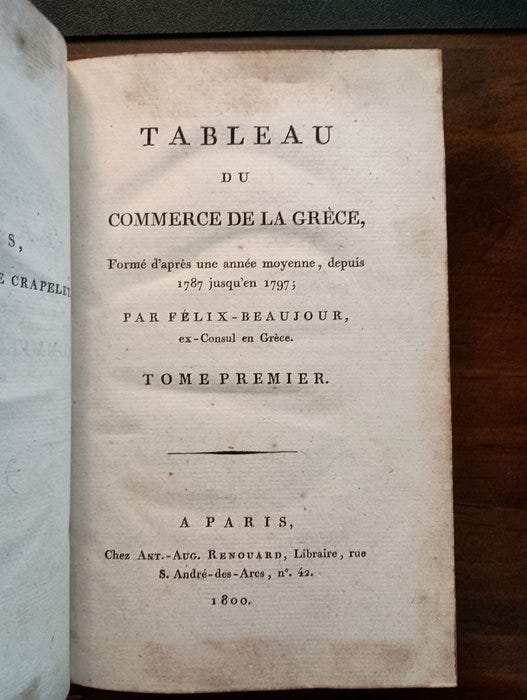 S,
E CRAPELET
TABLEAU
DU
COMMERCE DE LA GRÈCE,
Formé d'après une année moyenne, depuis
1787 jusqu'en 1797;
PAR FÉLIX-BEAUJOUR,
ex-Consul en Grèce.
TOME PREMIER.
A PARIS,
Chez ANT.-AUG. RENOUARD, Libraire, rue
S. André-des-Arcs, n°. 42.
1800.